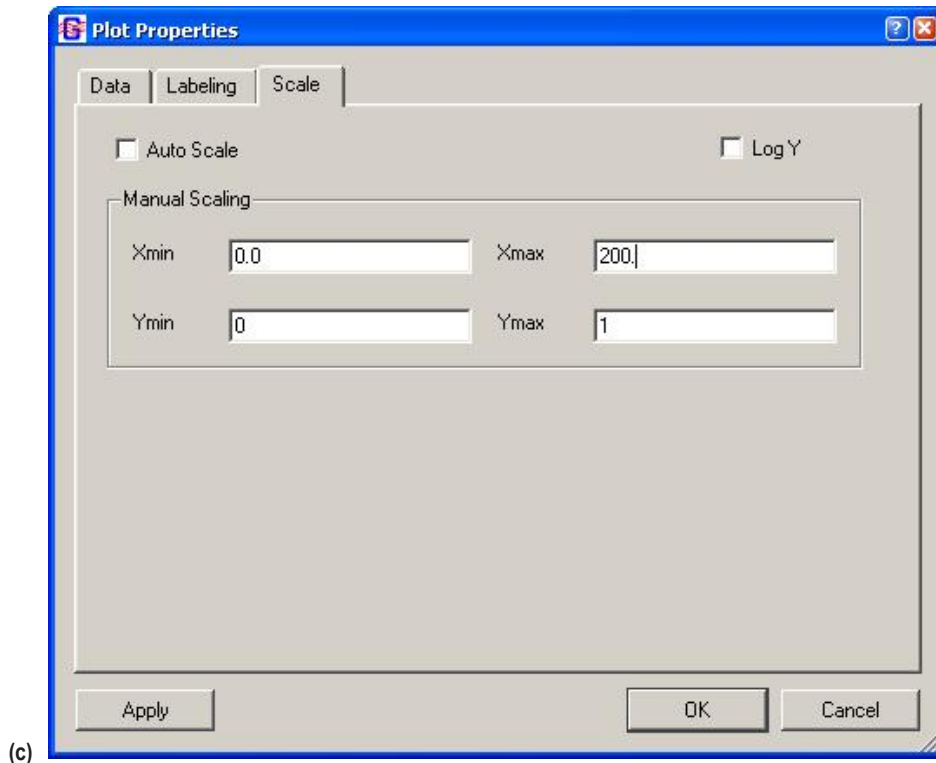 Plot Properties
Data Labeling Scale
Auto Scale Log Y
Manual Scaling
Xmin 0.0 Xmax 200.
Ymin 0 Ymax 1
Apply OK Cancel
(c)